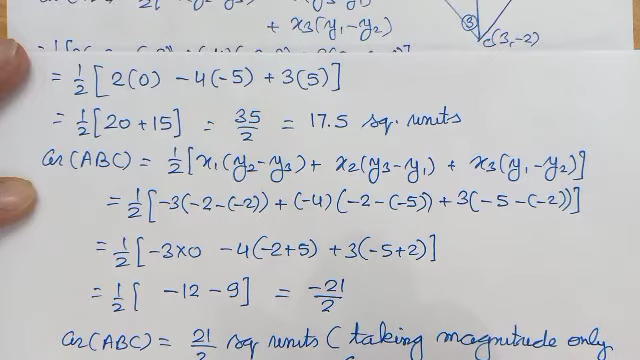 + x3(y1-y2)
③
C(3,-2)
= 1/2 [ 2(0) - 4(-5) + 3(5) ]
= 1/2 [20 + 15] = 35/2 = 17.5 sq. units
ar(ABC) = 1/2 [x1(y2-y3) + x2(y3-y1) + x3(y1-y2)]
= 1/2 [-3(-2-(-2)) + (-4)(-2-(-5)) + 3(-5-(-2))]
= 1/2 [-3×0 -4(-2+5) + 3(-5+2)]
= 1/2 [ -12 - 9] = -21/2
ar(ABC) = 21/2 sq units ( taking magnitude only